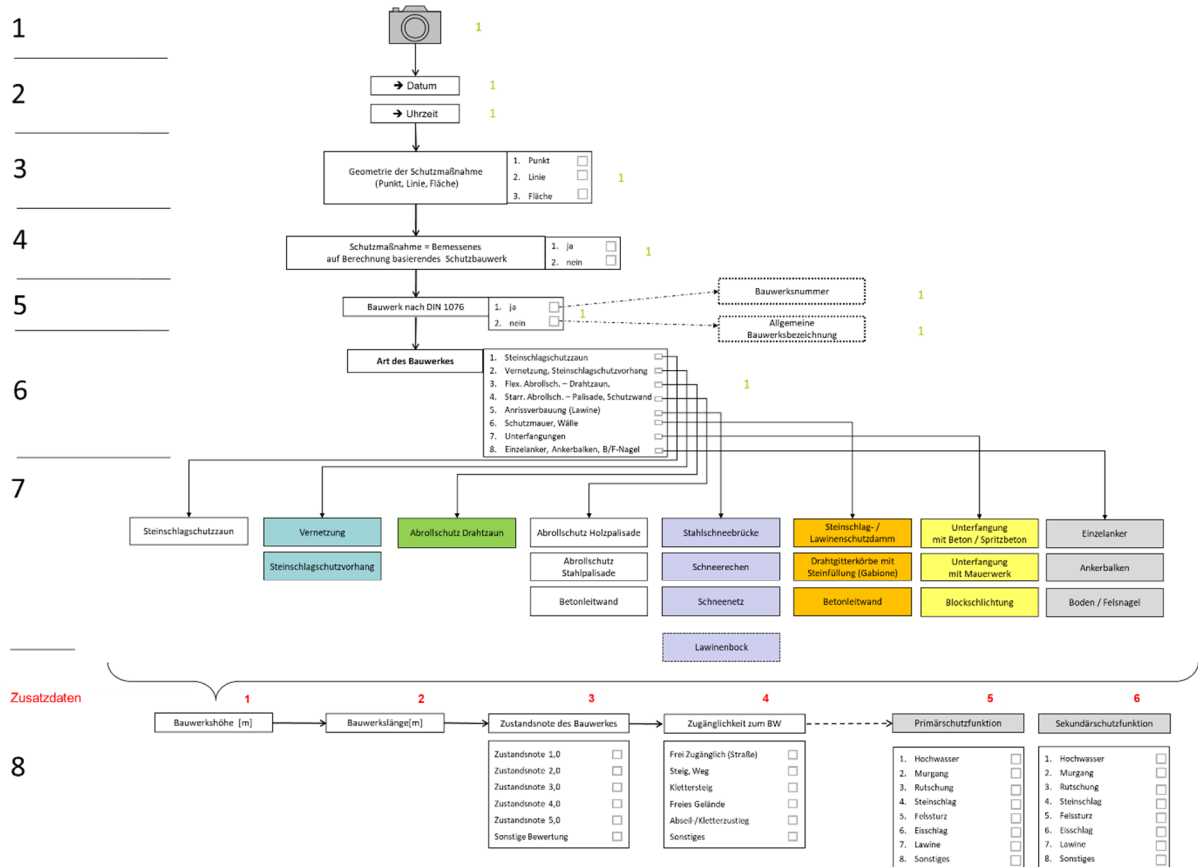 1
1
2
➔ Datum
1
➔ Uhrzeit
1
3
Geometrie der Schutzmaßnahme
(Punkt, Linie, Fläche)
1. Punkt
2. Linie
3. Fläche
1
4
Schutzmaßnahme = Bemessenes
auf Berechnung basierendes Schutzbauwerk
1. ja
2. nein
1
5
Bauwerk nach DIN 1076
1. ja
2. nein
1
Bauwerksnummer
1
Allgemeine
Bauwerksbezeichnung
1
6
Art des Bauwerkes
1. Steinschlagschutzzaun
2. Vernetzung, Steinschlagschutzvorhang
3. Flex. Abrollsch. – Drahtzaun,
4. Starr. Abrollsch. – Palisade, Schutzwand
5. Anrissverbauung (Lawine)
6. Schutzmauer, Wälle
7. Unterfangungen
8. Einzelanker, Ankerbalken, B/F-Nagel
1
7
Steinschlagschutzzaun
Vernetzung
Steinschlagschutzvorhang
Abrollschutz Drahtzaun
Abrollschutz Holzpalisade
Abrollschutz
Stahlpalisade
Betonleitwand
Stahlschneebrücke
Schneerechen
Schneenetz
Lawinenbock
Steinschlag- /
Lawinenschutzdamm
Drahtgitterkörbe mit
Steinfüllung (Gabione)
Betonleitwand
Unterfangung
mit Beton / Spritzbeton
Unterfangung
mit Mauerwerk
Blockschlichtung
Einzelanker
Ankerbalken
Boden / Felsnagel
Zusatzdaten
1
2
3
4
5
6
8
Bauwerkshöhe [m]
Bauwerkslänge[m]
Zustandsnote des Bauwerkes
Zustandsnote 1,0
Zustandsnote 2,0
Zustandsnote 3,0
Zustandsnote 4,0
Zustandsnote 5,0
Sonstige Bewertung
Zugänglichkeit zum BW
Frei Zugänglich (Straße)
Steig, Weg
Klettersteig
Freies Gelände
Abseil-/Kletterzustieg
Sonstiges
Primärschutzfunktion
1. Hochwasser
2. Murgang
3. Rutschung
4. Steinschlag
5. Felssturz
6. Eisschlag
7. Lawine
8. Sonstiges
Sekundärschutzfunktion
1. Hochwasser
2. Murgang
3. Rutschung
4. Steinschlag
5. Felssturz
6. Eisschlag
7. Lawine
8. Sonstiges